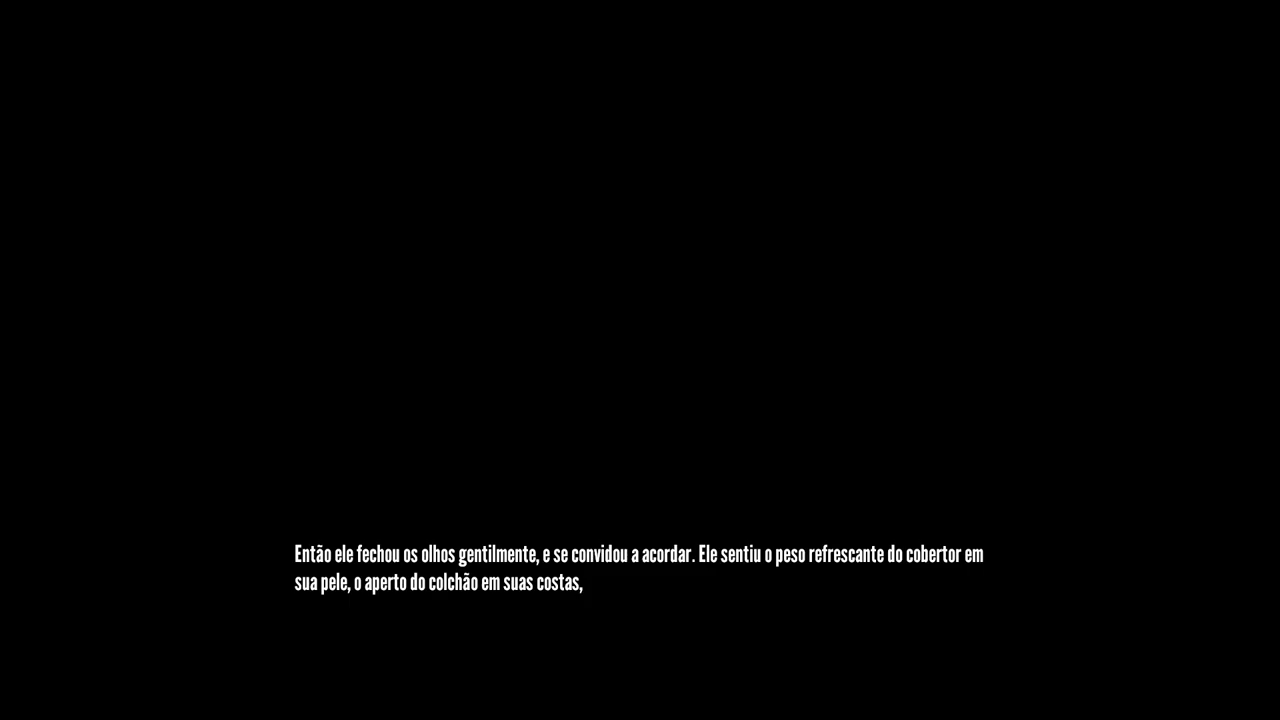 Então ele fechou os olhos gentilmente, e se convidou a acordar. Ele sentiu o peso refrescante do cobertor em
sua pele, o aperto do colchão em suas costas,